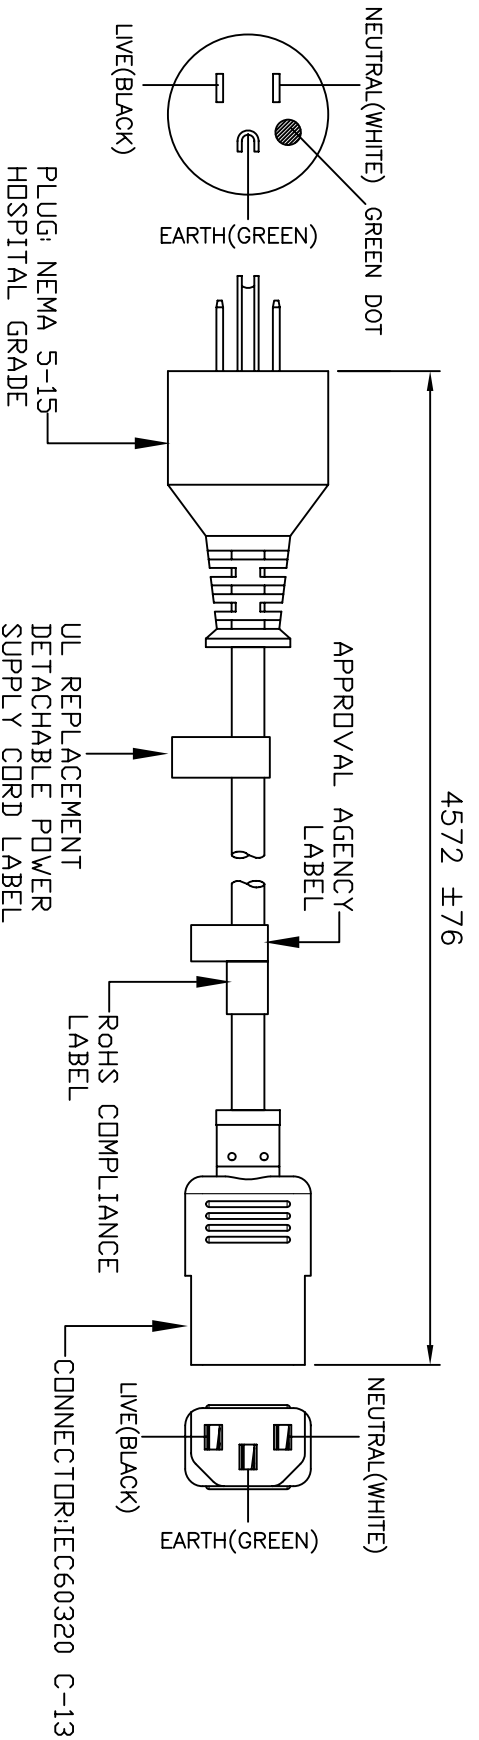 4572 ±76
NEUTRAL(WHITE)
GREEN DOT
LIVE(BLACK)
EARTH(GREEN)
PLUG: NEMA 5-15
HOSPITAL GRADE
UL REPLACEMENT
DETACHABLE POWER
SUPPLY CORD LABEL
APPROVAL AGENCY
LABEL
RoHS COMPLIANCE
LABEL
CONNECTOR:IEC60320 C-13
NEUTRAL(WHITE)
LIVE(BLACK)
EARTH(GREEN)